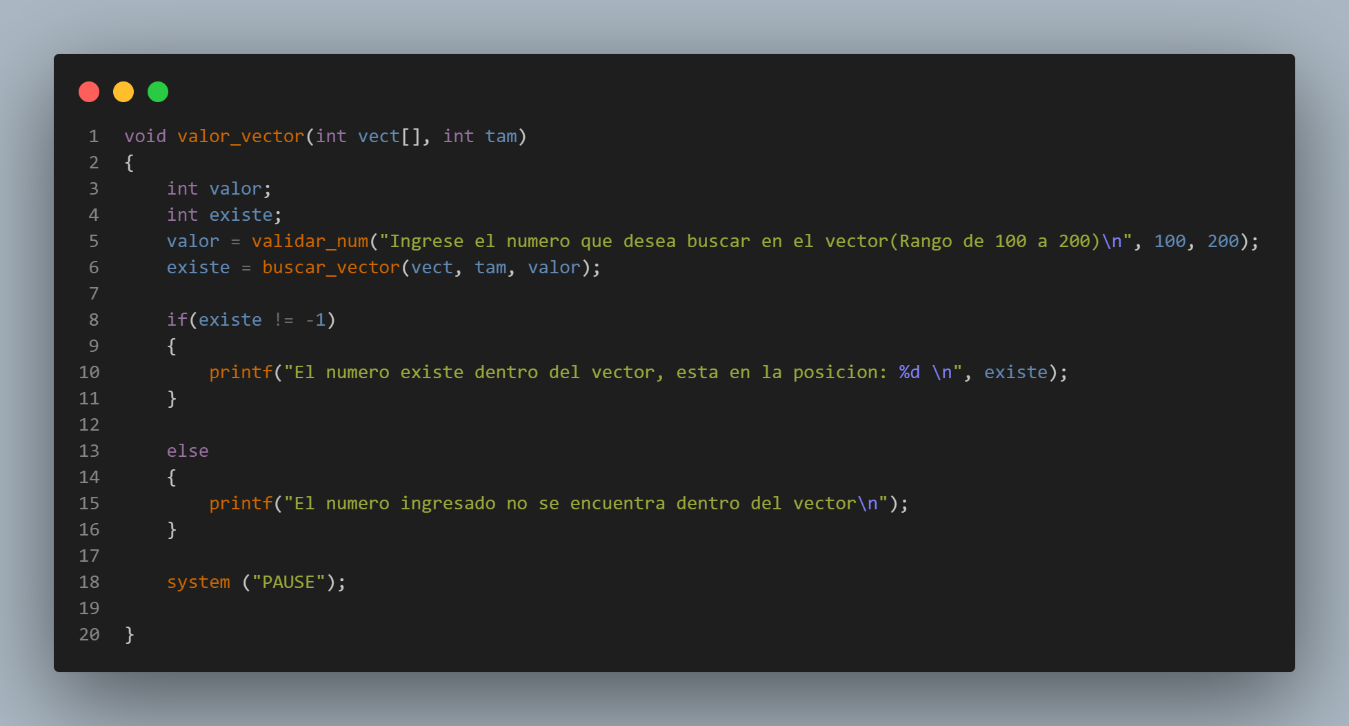 1 void valor_vector(int vect[], int tam)
2 {
3     int valor;
4     int existe;
5     valor = validar_num("Ingrese el numero que desea buscar en el vector(Rango de 100 a 200)\n", 100, 200);
6     existe = buscar_vector(vect, tam, valor);
7
8     if(existe != -1)
9     {
10         printf("El numero existe dentro del vector, esta en la posicion: %d \n", existe);
11     }
12
13     else
14     {
15         printf("El numero ingresado no se encuentra dentro del vector\n");
16     }
17
18     system ("PAUSE");
19
20 }